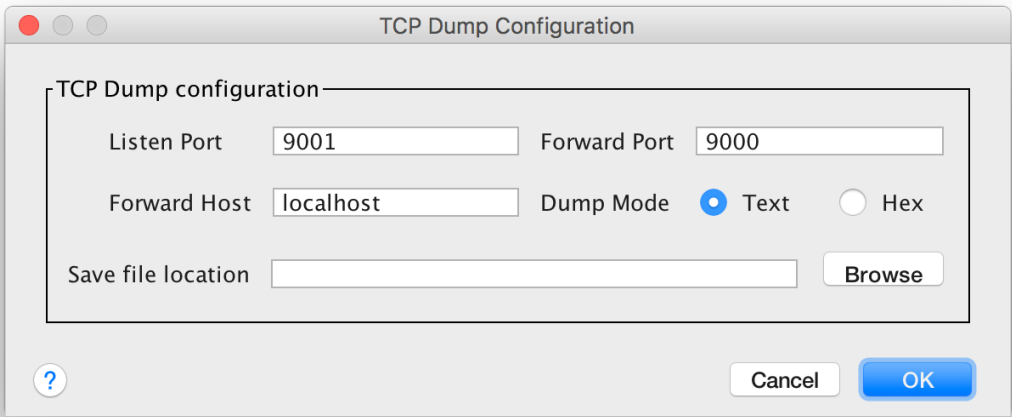 TCP Dump Configuration
TCP Dump configuration
Listen Port 9001 Forward Port 9000
Forward Host localhost Dump Mode Text Hex
Save file location Browse
? Cancel OK